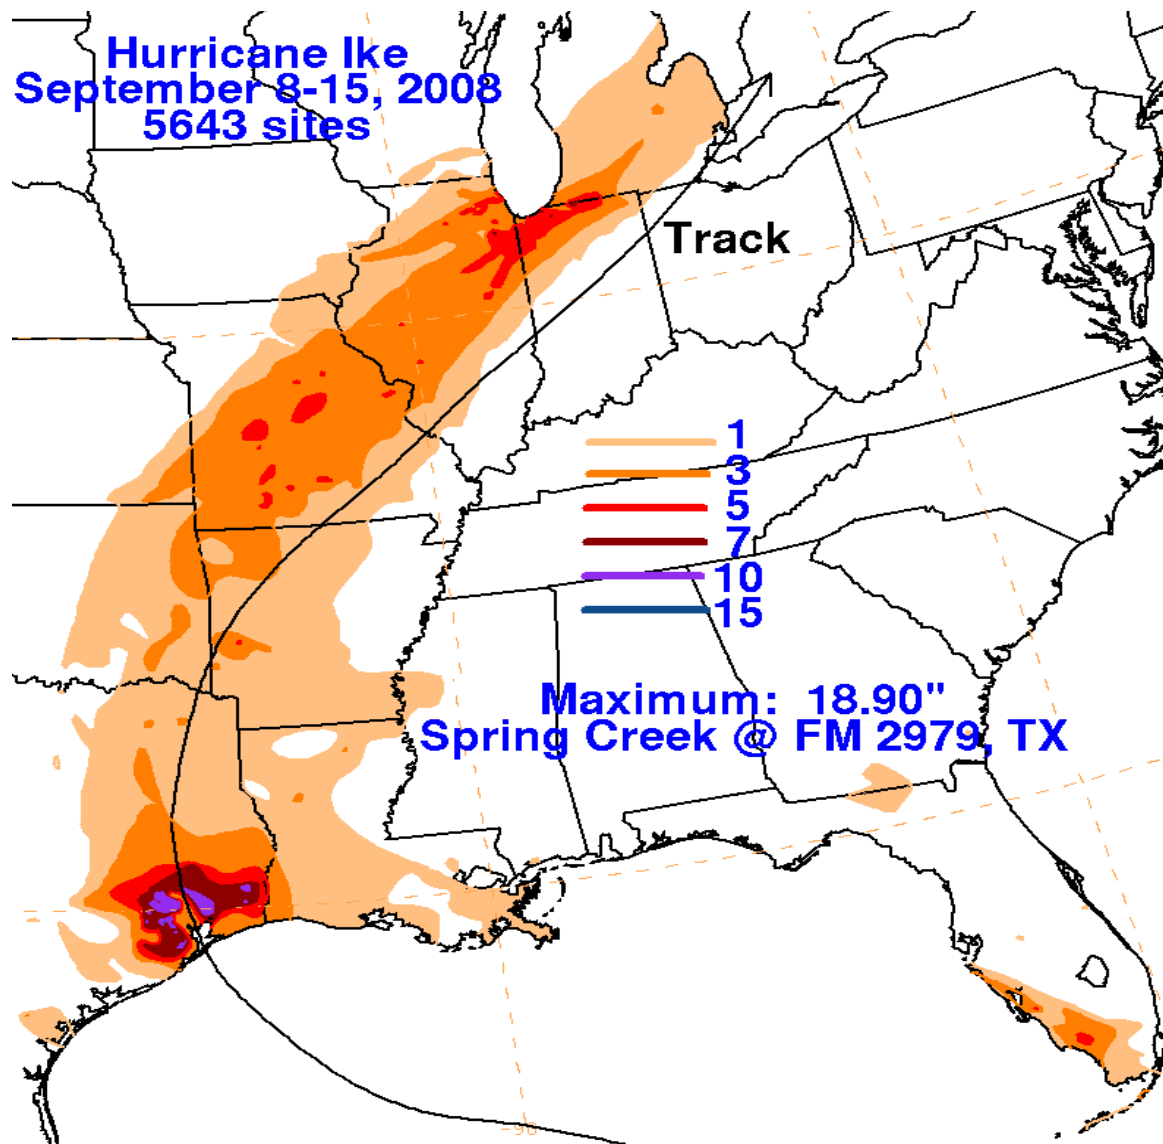 Hurricane Ike
September 8-15, 2008
5643 sites
Track
1
3
5
7
10
15
Maximum:  18.90"
Spring Creek @ FM 2979, TX
-90